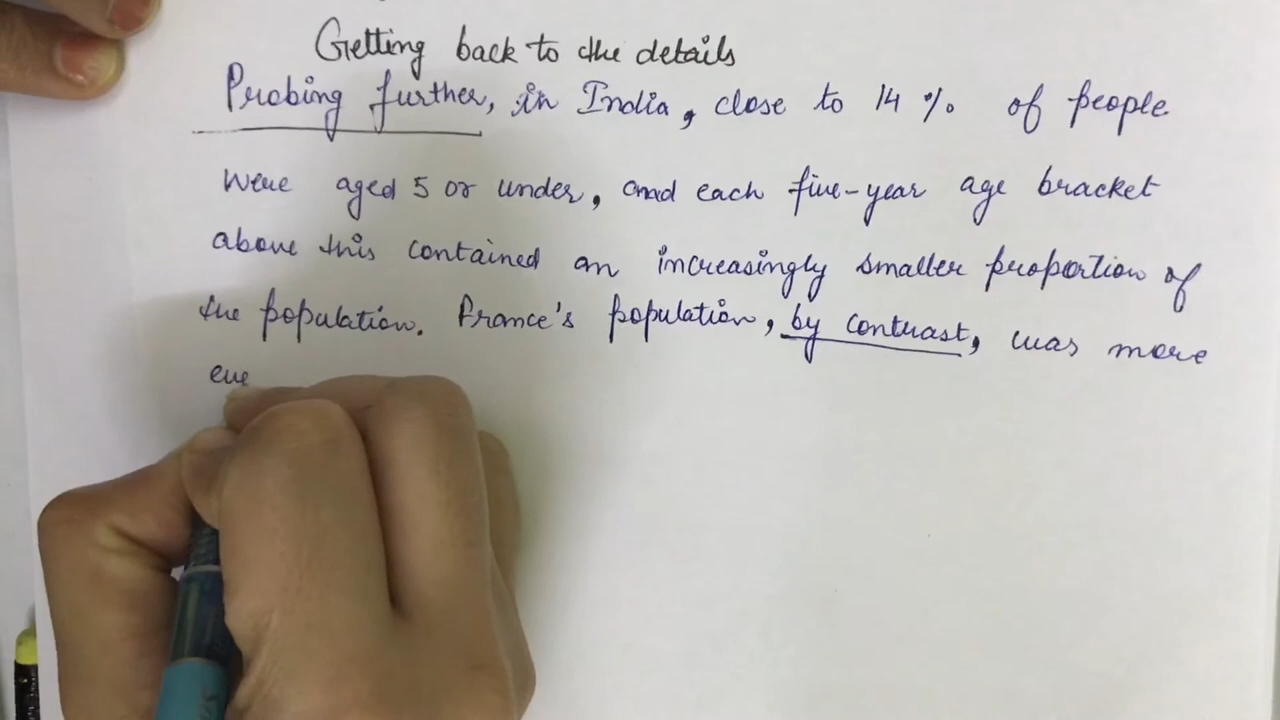 Getting back to the details
Probing further, in India, close to 14 % of people
were aged 5 or under, and each five-year age bracket
above this contained an increasingly smaller proportion of
the population. France's population, by contrast, was more
eve